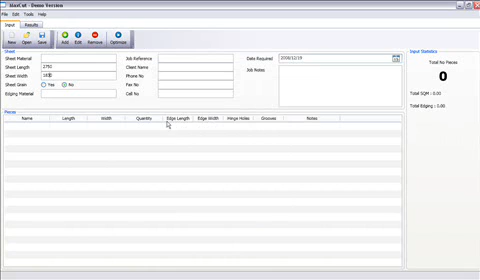 MaxCut - Demo Version
File Edit Tools Help
Input Results
New Open Save Add Edit Remove Optimize
Sheet
Input Statistics
Sheet Material
Job Reference
Date Required 2008/12/19
Total No Pieces
Sheet Length 2750
Client Name
Job Notes
0
Sheet Width
Phone No
Sheet Grain Yes No
Fax No
Total SQM : 0.00
Edging Material
Cell No
Total Edging : 0.00
Pieces
Name Length Width Quantity Edge Length Edge Width Hinge Holes Grooves Notes